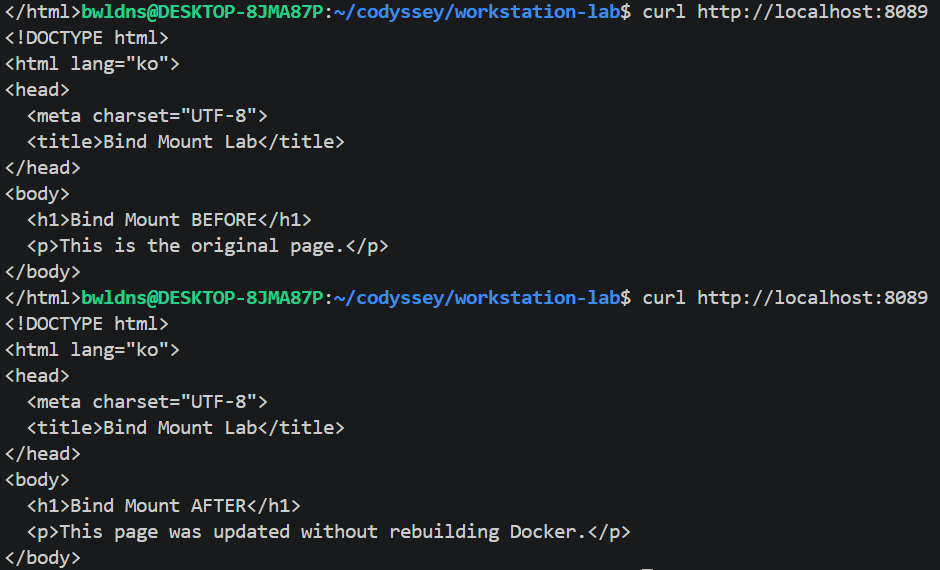 </html>bwldns@DESKTOP-8JMA87P:~/codyssey/workstation-lab$ curl http://localhost:8089
<!DOCTYPE html>
<html lang="ko">
<head>
  <meta charset="UTF-8">
  <title>Bind Mount Lab</title>
</head>
<body>
  <h1>Bind Mount BEFORE</h1>
  <p>This is the original page.</p>
</body>
</html>bwldns@DESKTOP-8JMA87P:~/codyssey/workstation-lab$ curl http://localhost:8089
<!DOCTYPE html>
<html lang="ko">
<head>
  <meta charset="UTF-8">
  <title>Bind Mount Lab</title>
</head>
<body>
  <h1>Bind Mount AFTER</h1>
  <p>This page was updated without rebuilding Docker.</p>
</body>